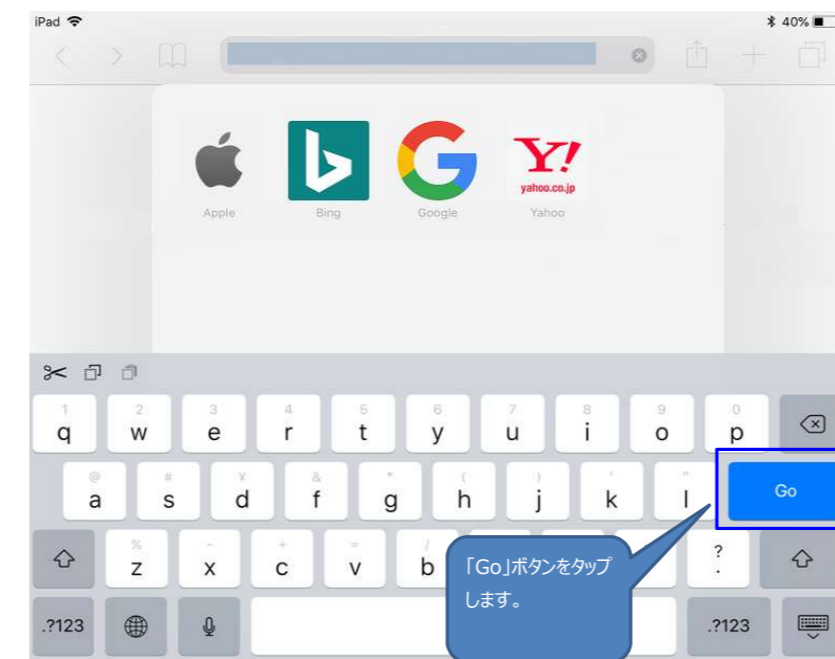 iPad 40%
Apple Bing Google Yahoo
yahoo.co.jp
1 2 3 4 5 6 7 8 9 0
q w e r t y u i o p
@ # ¥ & * ( ) ' "
a s d f g h j k l Go
% - + = / ?
z x c v b .
「Go」ボタンをタップ
します。
.?123 .?123